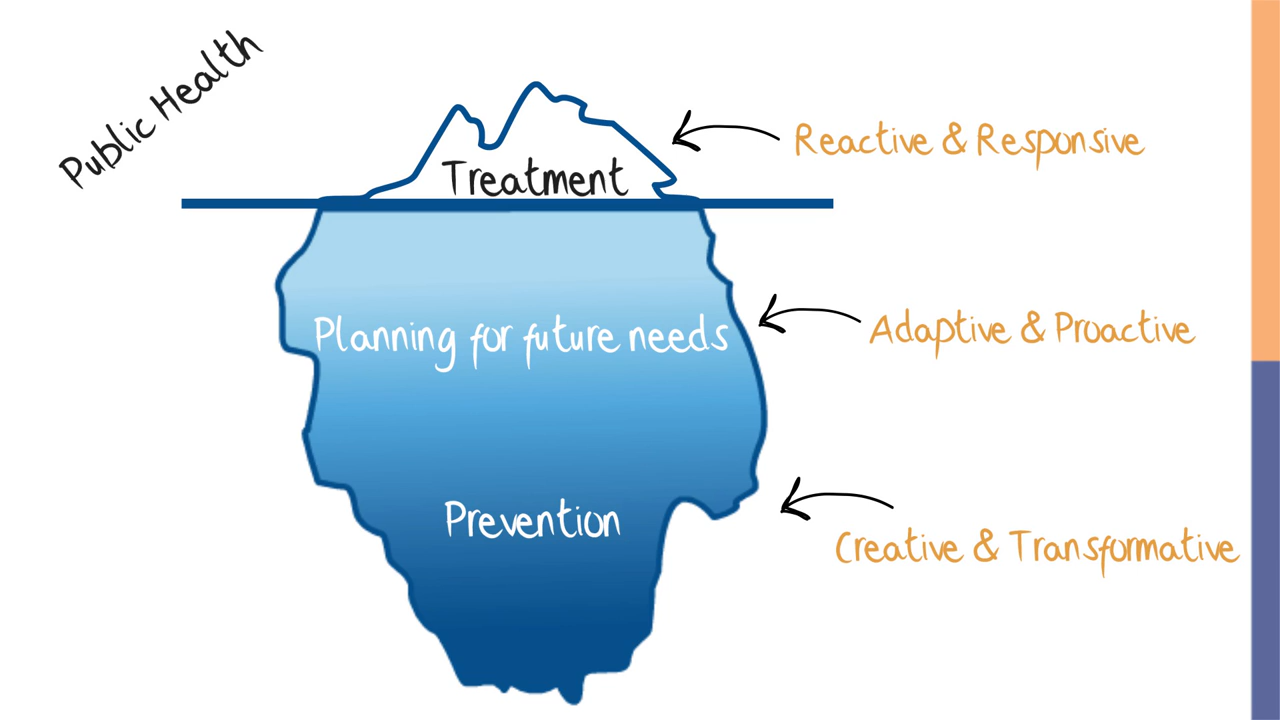 Public Health
Treatment
Reactive & Responsive
Planning for future needs
Adaptive & Proactive
Prevention
Creative & Transformative